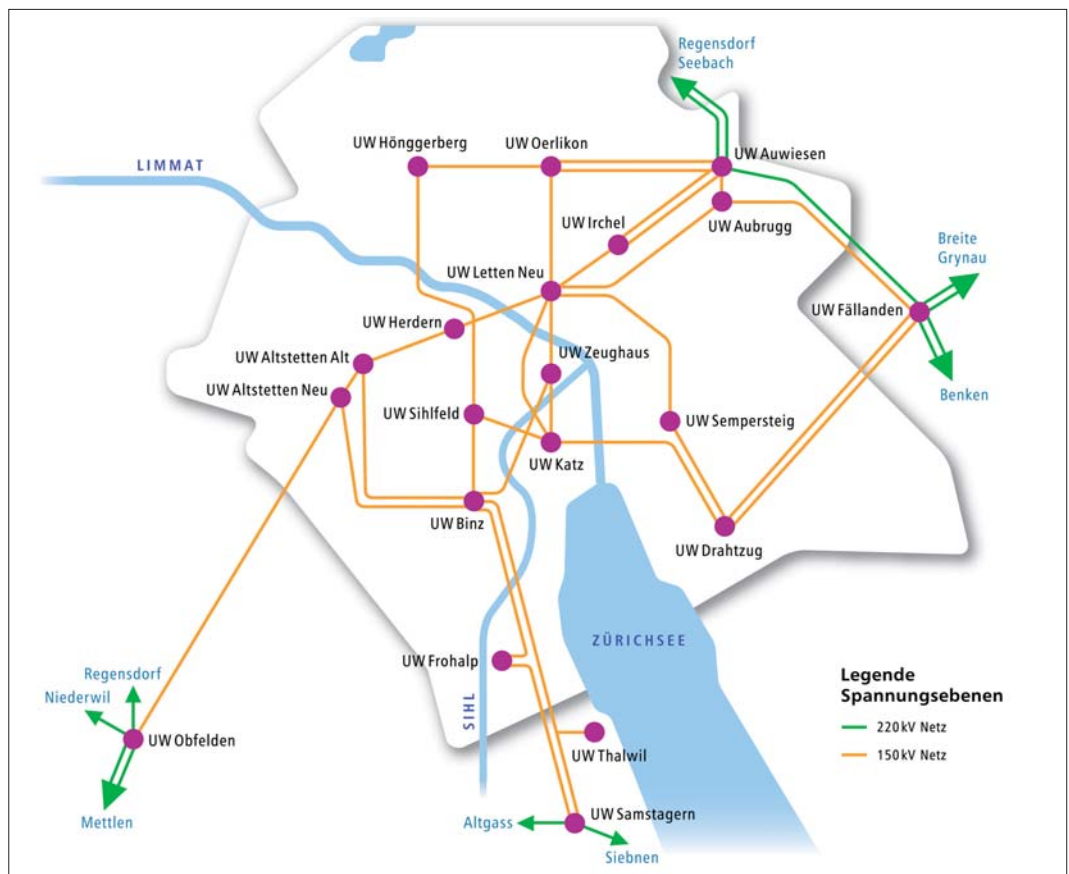 Regensdorf
Seebach
UW Hönggerberg
UW Oerlikon
UW Auwiesen
LIMMAT
UW Irchel
UW Aubrugg
Breite
Grynau
UW Letten Neu
UW Fällanden
UW Herdern
UW Zeughaus
UW Altstetten Alt
UW Altstetten Neu
Benken
UW Sihlfeld
UW Sempersteig
UW Katz
UW Binz
UW Drahtzug
ZÜRICHSEE
UW Frohalp
SIHL
Legende
Spannungsebenen
220 kV Netz
150 kV Netz
Regensdorf
Niederwil
UW Obfelden
UW Thalwil
Mettlen
Altgass
UW Samstagern
Siebnen